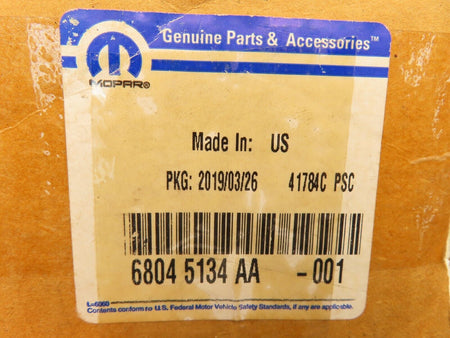 Genuine Parts & Accessories™
MOPAR®
Made In: US
PKG: 2019/03/26 41784C PSC
6804 5134 AA -001
L-6060
Contents conform to U.S. Federal Motor Vehicle Safety Standards, if any are applicable.